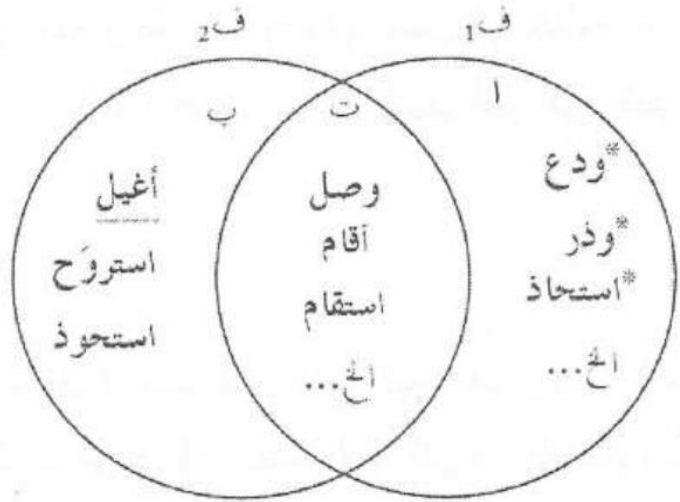 ف1
ف2
ا
*ودع
*وذر
*استحاذ
الخ...
ت
وصل
أقام
استقام
الخ...
ب
أغيل
استروَح
استحوذ